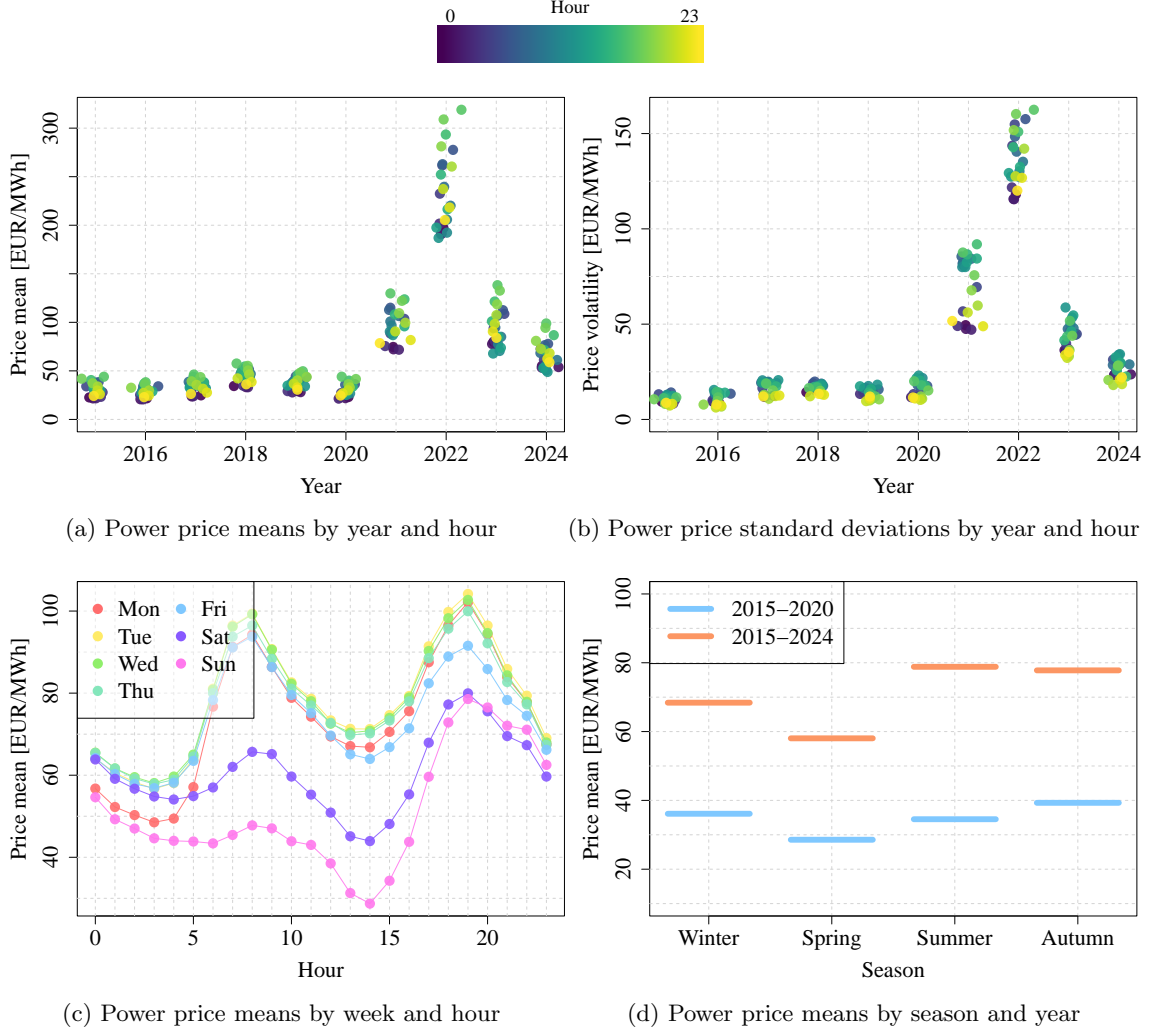 Hour
0 23
Price mean [EUR/MWh]
0 50 100 200 300
2016 2018 2020 2022 2024
Year
(a) Power price means by year and hour
Price volatility [EUR/MWh]
0 50 100 150
2016 2018 2020 2022 2024
Year
(b) Power price standard deviations by year and hour
Price mean [EUR/MWh]
40 60 80 100
Mon Fri
Tue Sat
Wed Sun
Thu
0 5 10 15 20
Hour
(c) Power price means by week and hour
Price mean [EUR/MWh]
20 40 60 80 100
2015−2020
2015−2024
Winter Spring Summer Autumn
Season
(d) Power price means by season and year